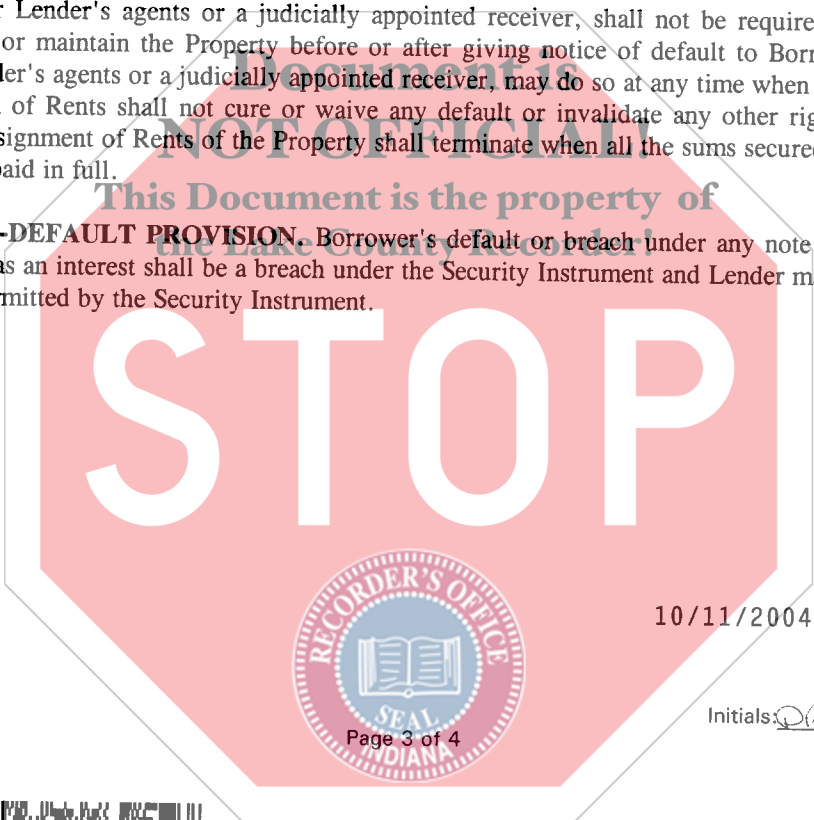 r Lender's agents or a judicially appointed receiver, shall not be require
or maintain the Property before or after giving notice of default to Borr
der's agents or a judicially appointed receiver, may do so at any time when
of Rents shall not cure or waive any default or invalidate any other rig
signment of Rents of the Property shall terminate when all the sums secured
paid in full.
-DEFAULT PROVISION. Borrower's default or breach under any note
as an interest shall be a breach under the Security Instrument and Lender m
rmitted by the Security Instrument.
Document is
NOT OFFICIAL!
This Document is the property of
the Lake County Recorder!
STOP
RECORDER'S OFFICE
SEAL
INDIANA
10/11/2004
Initials:
Page 3 of 4